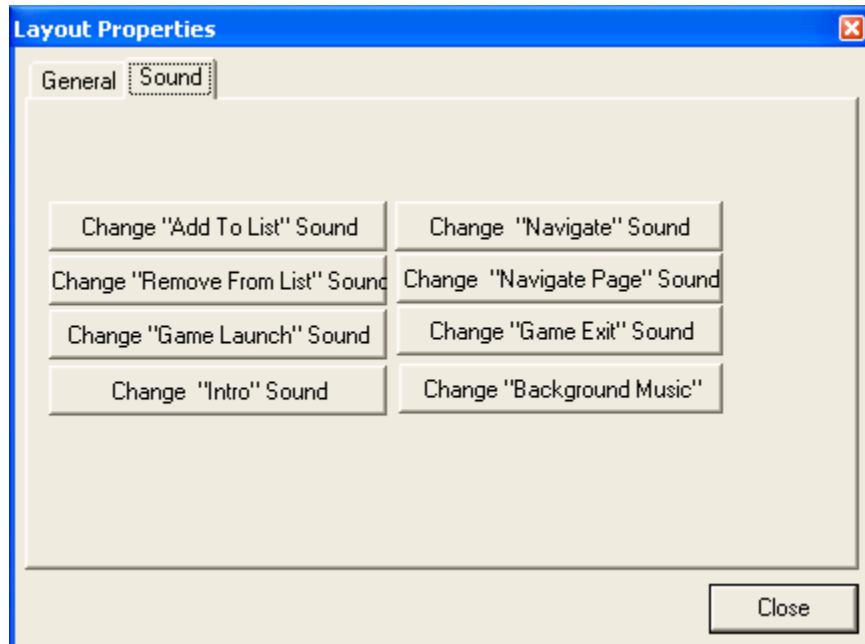 Layout Properties
General Sound
Change "Add To List" Sound Change "Navigate" Sound
Change "Remove From List" Sound Change "Navigate Page" Sound
Change "Game Launch" Sound Change "Game Exit" Sound
Change "Intro" Sound Change "Background Music"
Close